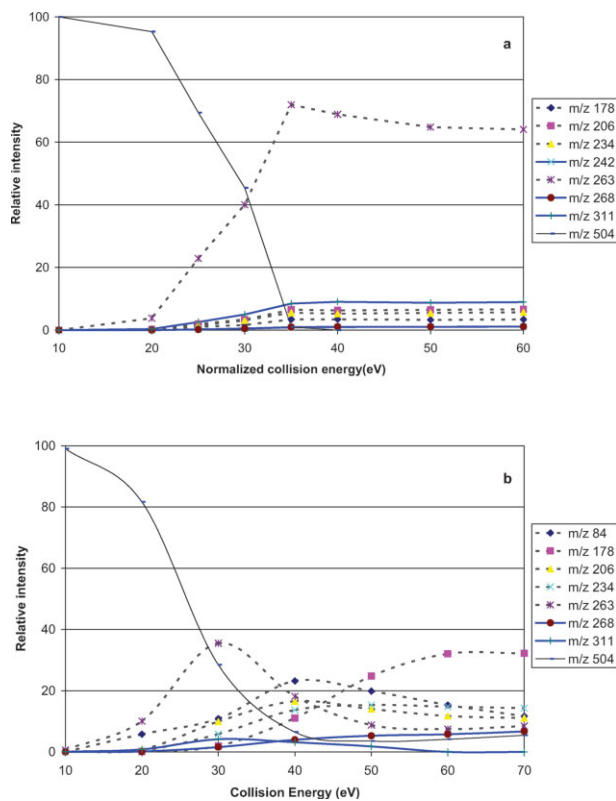 a
100
80
60
40
20
0
Relative intensity
10 20 30 40 50 60
Normalized collision energy(eV)
m/z 178
m/z 206
m/z 234
m/z 242
m/z 263
m/z 268
m/z 311
m/z 504
b
100
80
60
40
20
0
Relative intensity
10 20 30 40 50 60 70
Collision Energy (eV)
m/z 84
m/z 178
m/z 206
m/z 234
m/z 263
m/z 268
m/z 311
m/z 504